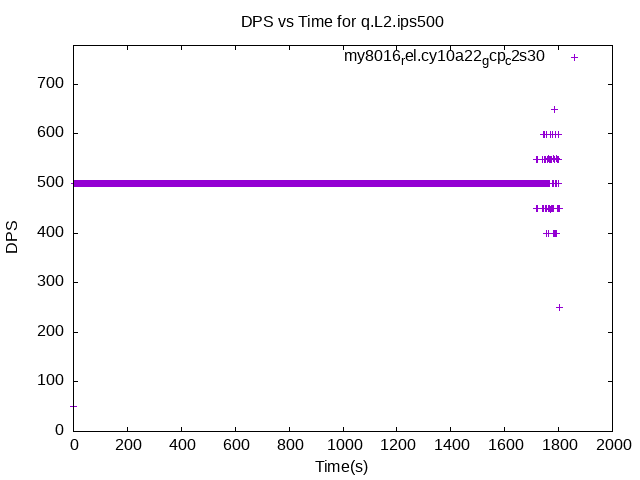 DPS vs Time for q.L2.ips500
my8016rel.cy10a22gcpc2s30
700
600
500
400
300
200
100
0
DPS
0 200 400 600 800 1000 1200 1400 1600 1800 2000
Time(s)